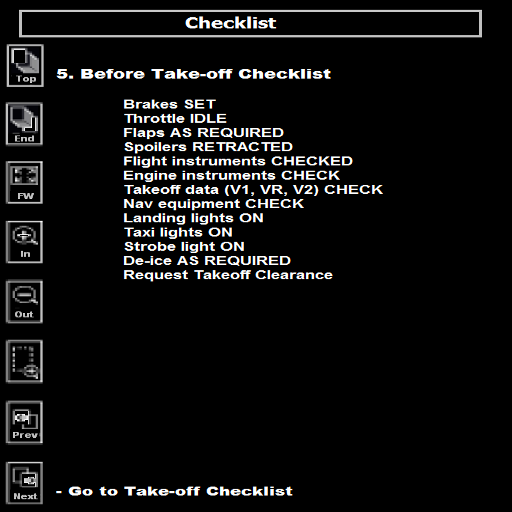 Checklist
Top
5. Before Take-off Checklist
Brakes SET
End
Throttle IDLE
Flaps AS REQUIRED
Spoilers RETRACTED
Flight instruments CHECKED
Engine instruments CHECK
FW
Takeoff data (V1, VR, V2) CHECK
Nav equipment CHECK
Landing lights ON
Taxi lights ON
Strobe light ON
In
De-ice AS REQUIRED
Request Takeoff Clearance
Out
Prev
Next
- Go to Take-off Checklist